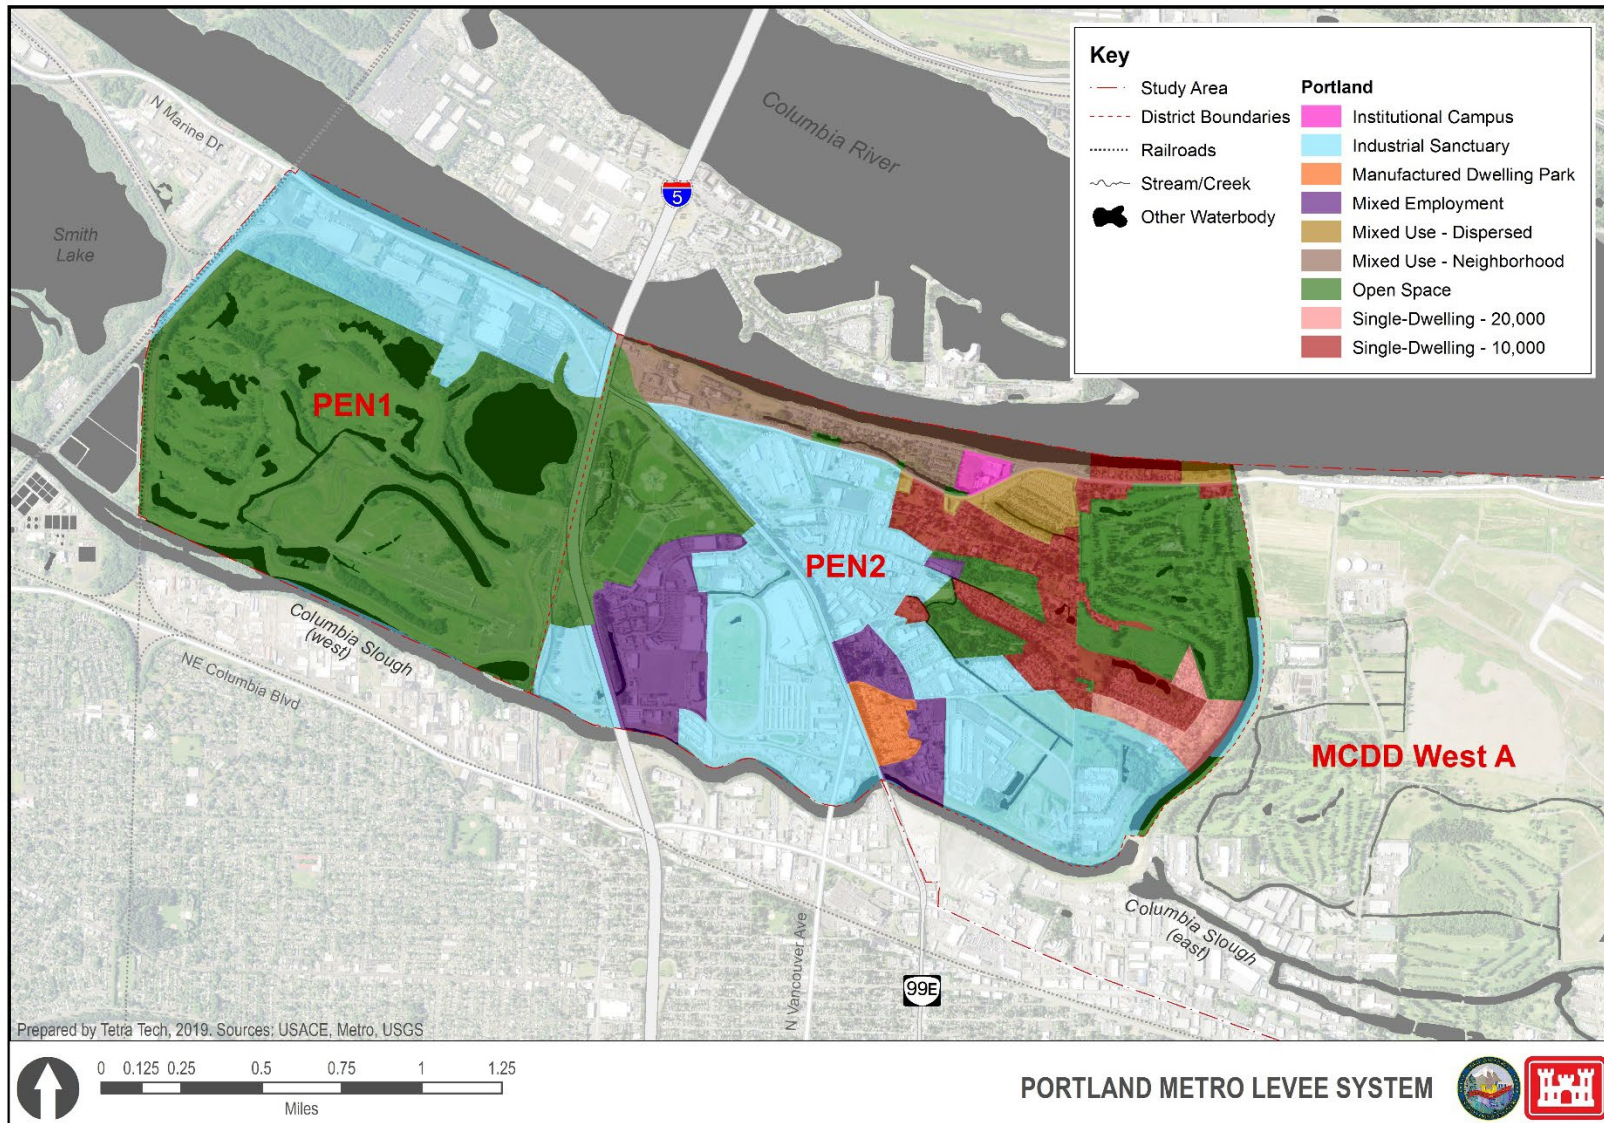 Key
Study Area
District Boundaries
Railroads
Stream/Creek
Other Waterbody
Portland
Institutional Campus
Industrial Sanctuary
Manufactured Dwelling Park
Mixed Employment
Mixed Use - Dispersed
Mixed Use - Neighborhood
Open Space
Single-Dwelling - 20,000
Single-Dwelling - 10,000
N Marine Dr
Columbia River
5
Smith
Lake
PEN1
PEN2
MCDD West A
Columbia Slough
(west)
NE Columbia Blvd
N Vancouver Ave
99E
Columbia Slough
(east)
Prepared by Tetra Tech, 2019. Sources: USACE, Metro, USGS
0 0.125 0.25 0.5 0.75 1 1.25
Miles
PORTLAND METRO LEVEE SYSTEM